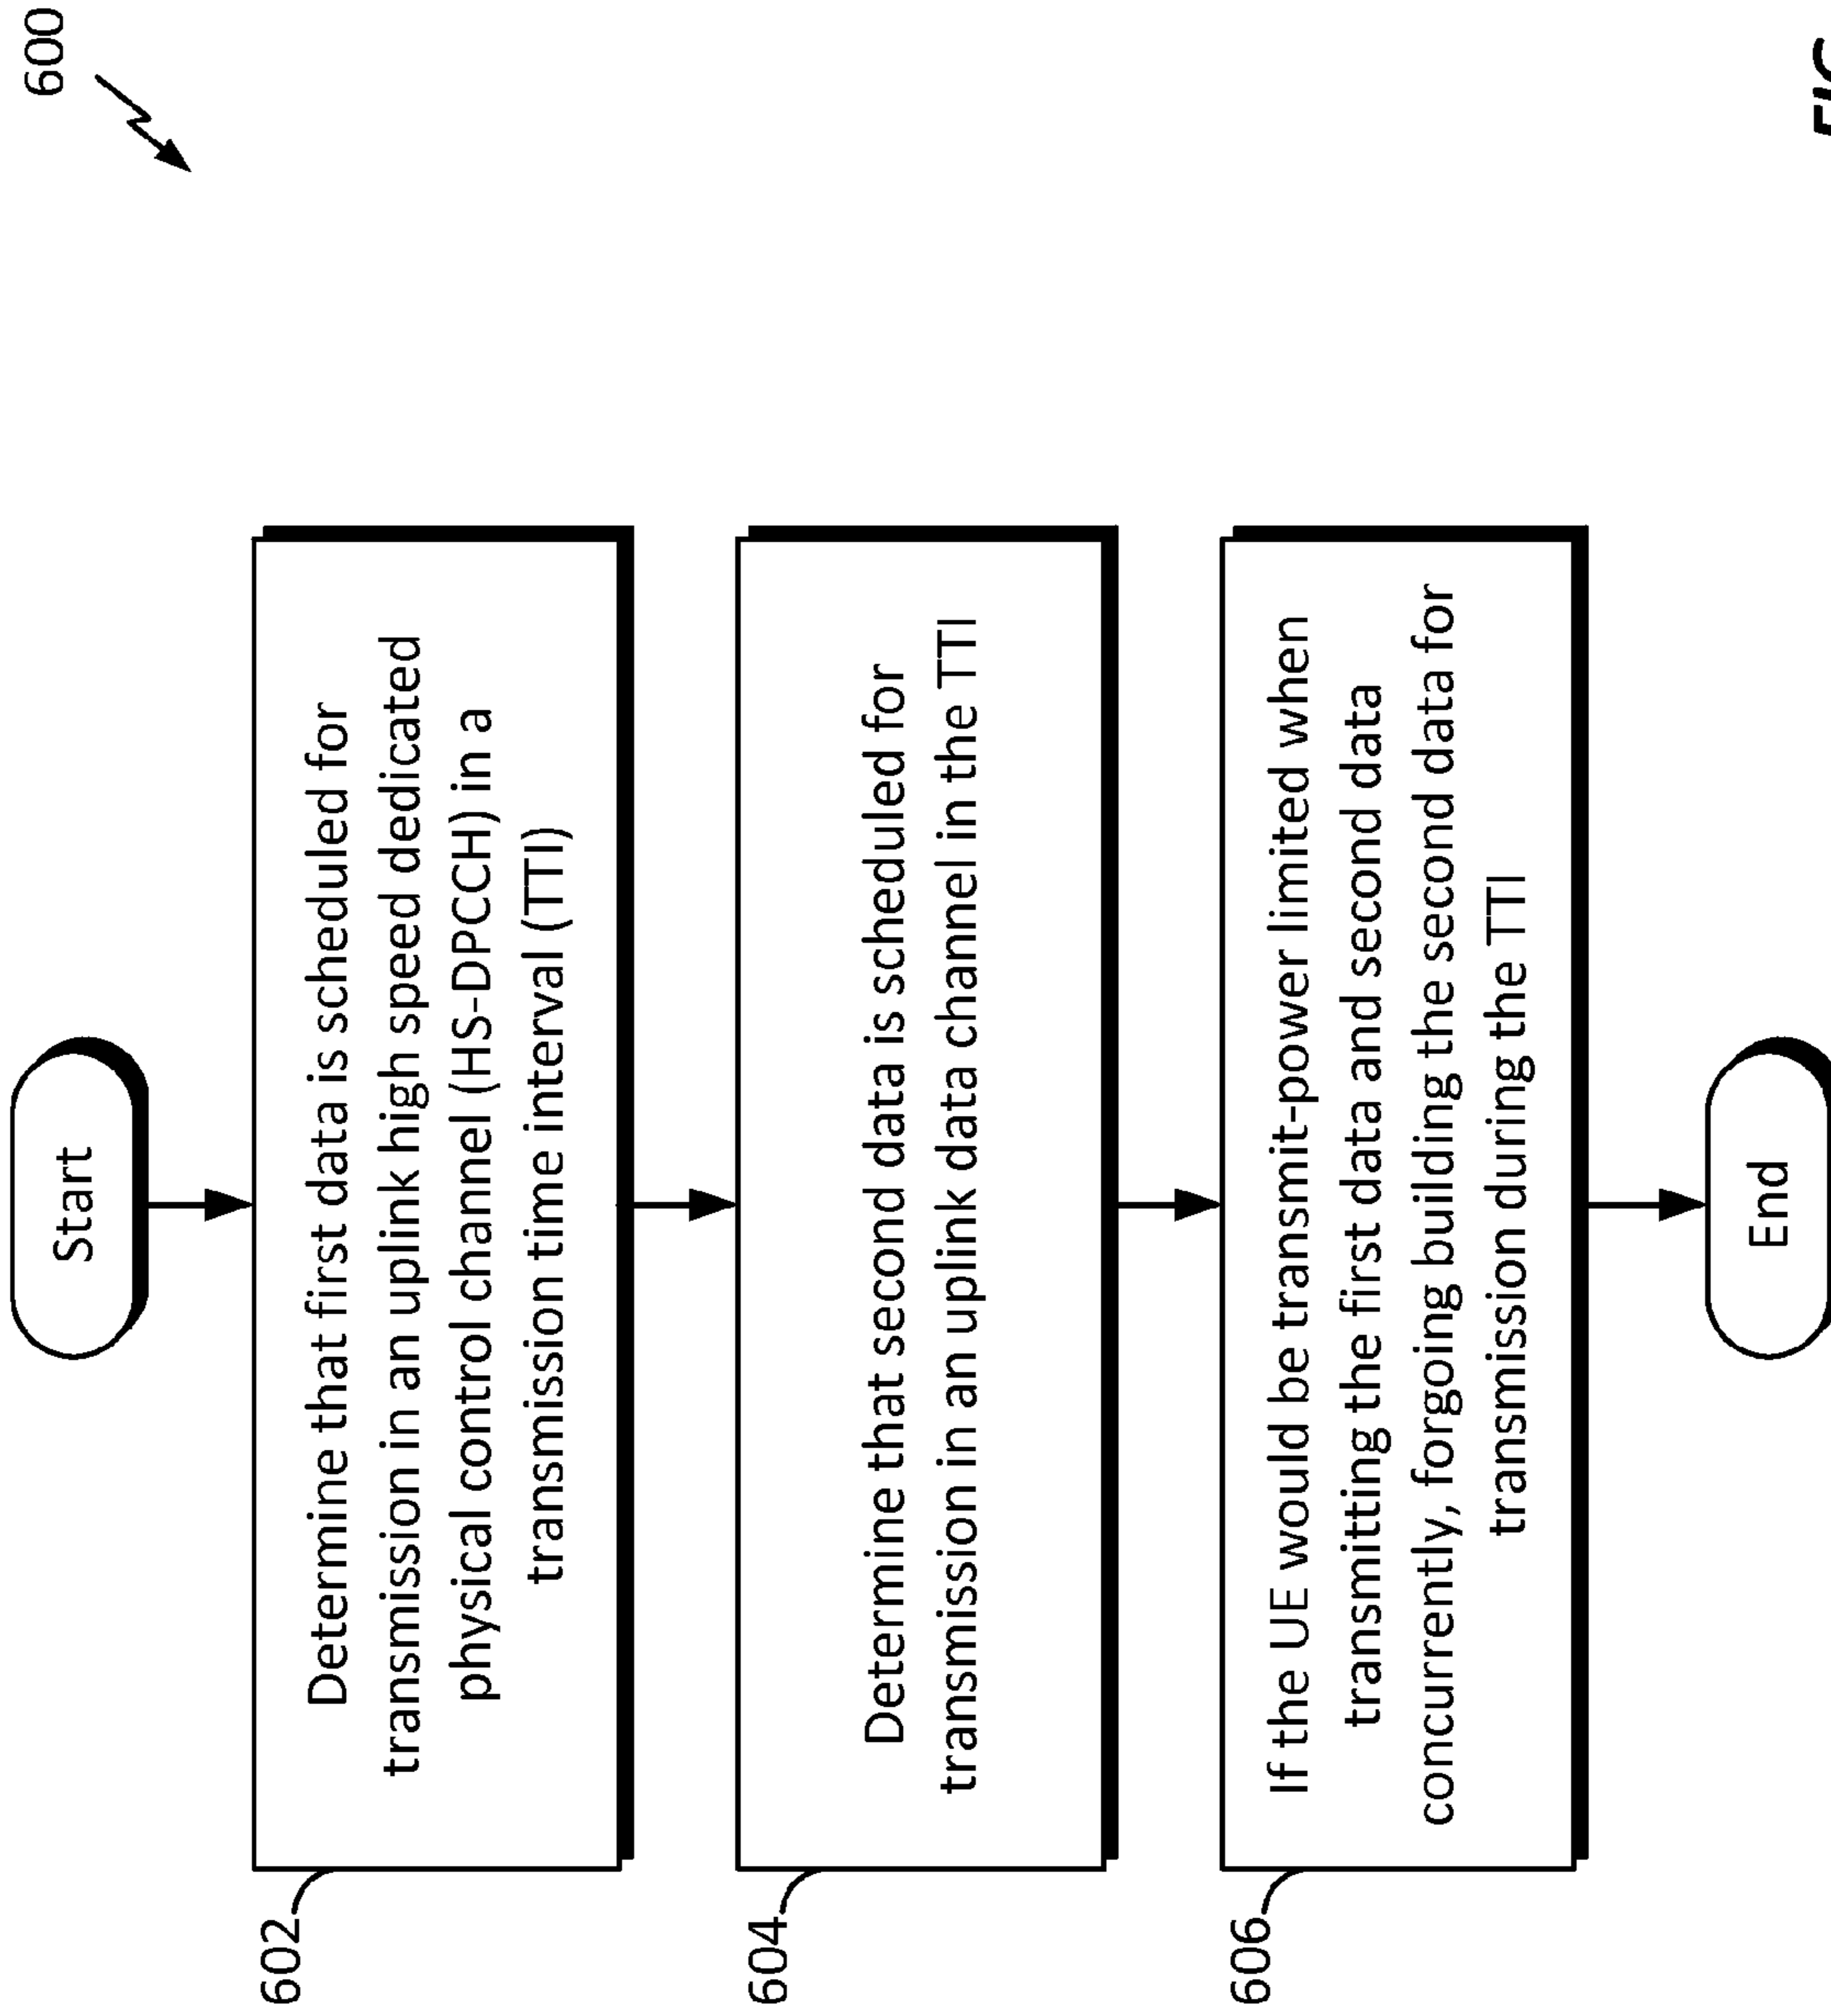 600
Start
602
Determine that first data is scheduled for
transmission in an uplink high speed dedicated
physical control channel (HS-DPCCH) in a
transmission time interval (TTI)
604
Determine that second data is scheduled for
transmission in an uplink data channel in the TTI
606
If the UE would be transmit-power limited when
transmitting the first data and second data
concurrently, forgoing building the second data for
transmission during the TTI
End